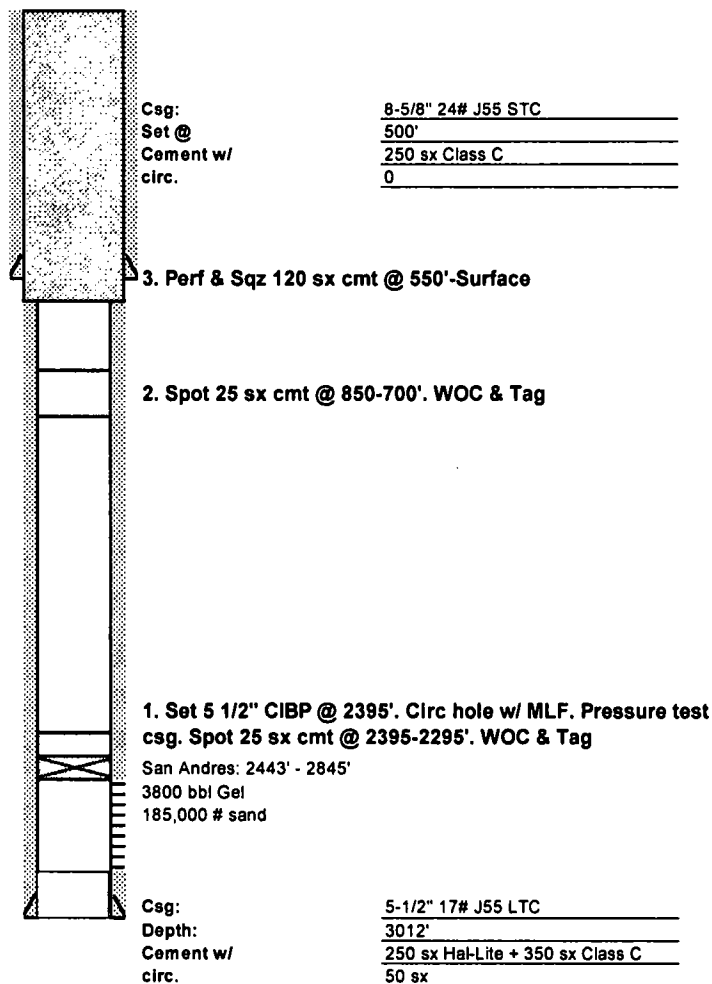 Csg: 8-5/8" 24# J55 STC
Set @ 500'
Cement w/ 250 sx Class C
circ. 0
3. Perf & Sqz 120 sx cmt @ 550'-Surface
2. Spot 25 sx cmt @ 850-700'. WOC & Tag
1. Set 5 1/2" CIBP @ 2395'. Circ hole w/ MLF. Pressure test
csg. Spot 25 sx cmt @ 2395-2295'. WOC & Tag
San Andres: 2443' - 2845'
3800 bbl Gel
185,000 # sand
Csg: 5-1/2" 17# J55 LTC
Depth: 3012'
Cement w/ 250 sx Hal-Lite + 350 sx Class C
circ. 50 sx